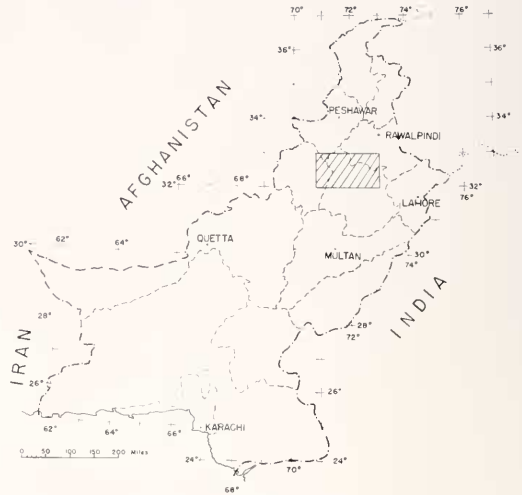 70° 72° 74° 76°
36° 36°
PESHAWAR
34° 34°
RAWALPINDI
AFGHANISTAN
66° 68°
32° 32°
76°
LAHORE
62° 64°
30° QUETTA MULTAN 30°
74°
INDIA
28° 28°
72°
IRAN
26° 26°
62° 64° 66° KARACHI
0 50 100 150 200 Miles
24° 70° 24°
68°